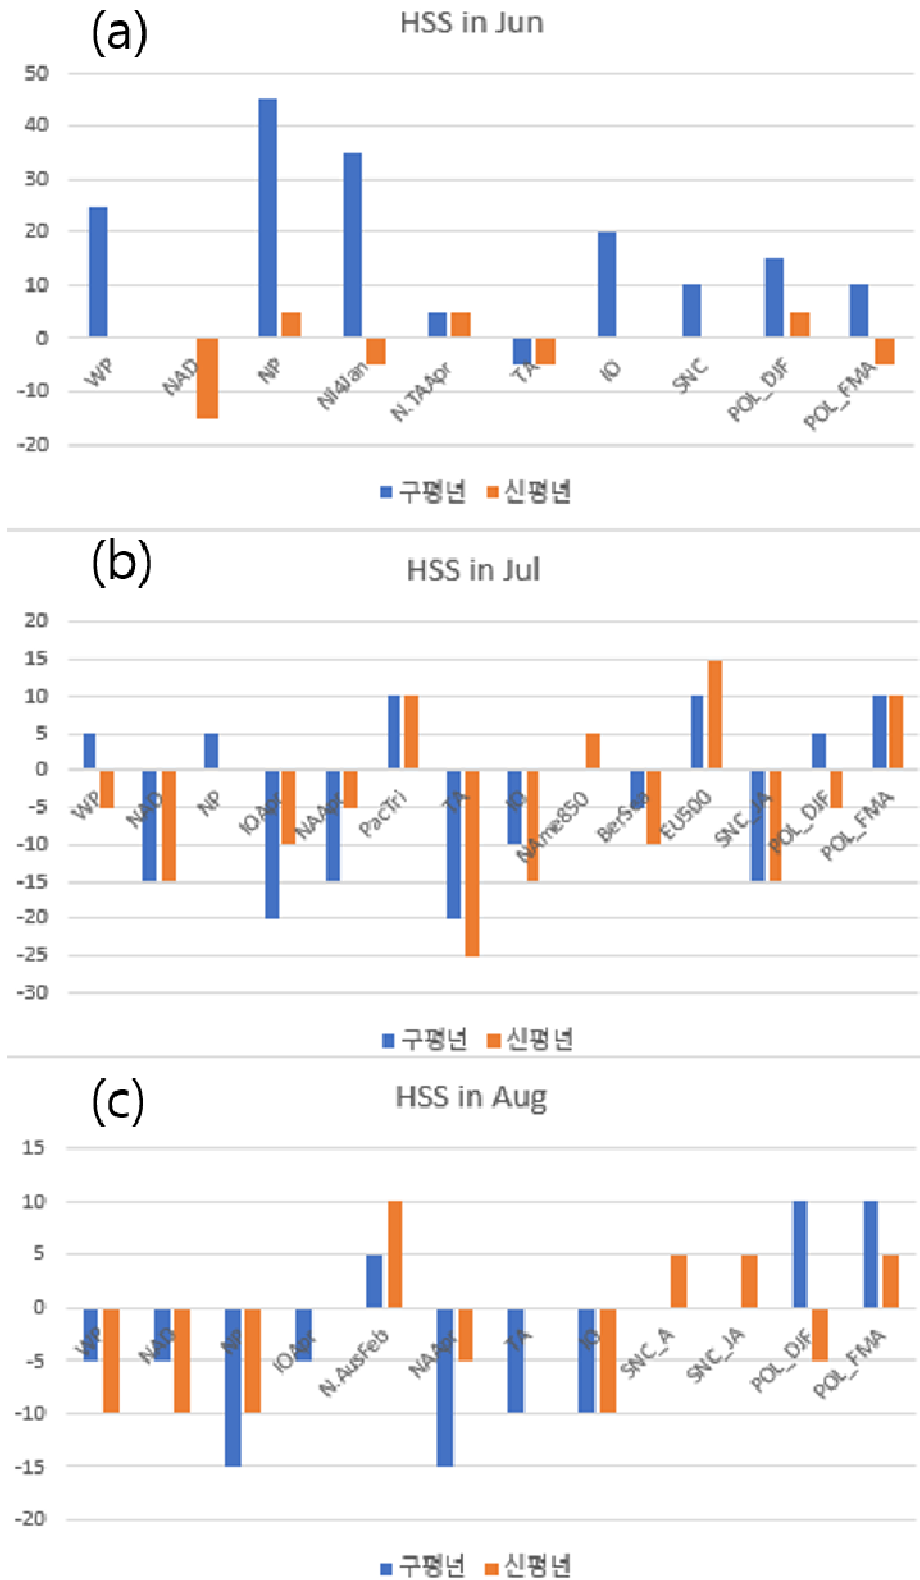 (a)
HSS in Jun
50
40
30
20
10
0
-10
-20
WP NAD NP NI4Jan N.TAApr TA IO SNC POL_DJF POL_FMA
구평년 신평년
(b)
HSS in Jul
20
15
10
5
0
-5
-10
-15
-20
-25
-30
WP NAD NP IOApr NAApr PacTri TA IO NAme850 BerSea EU500 SNC_JA POL_DJF POL_FMA
구평년 신평년
(c)
HSS in Aug
15
10
5
0
-5
-10
-15
-20
WP NAD NP IOApr N.AusFeb NAApr TA IO SNC_A SNC_JA POL_DJF POL_FMA
구평년 신평년